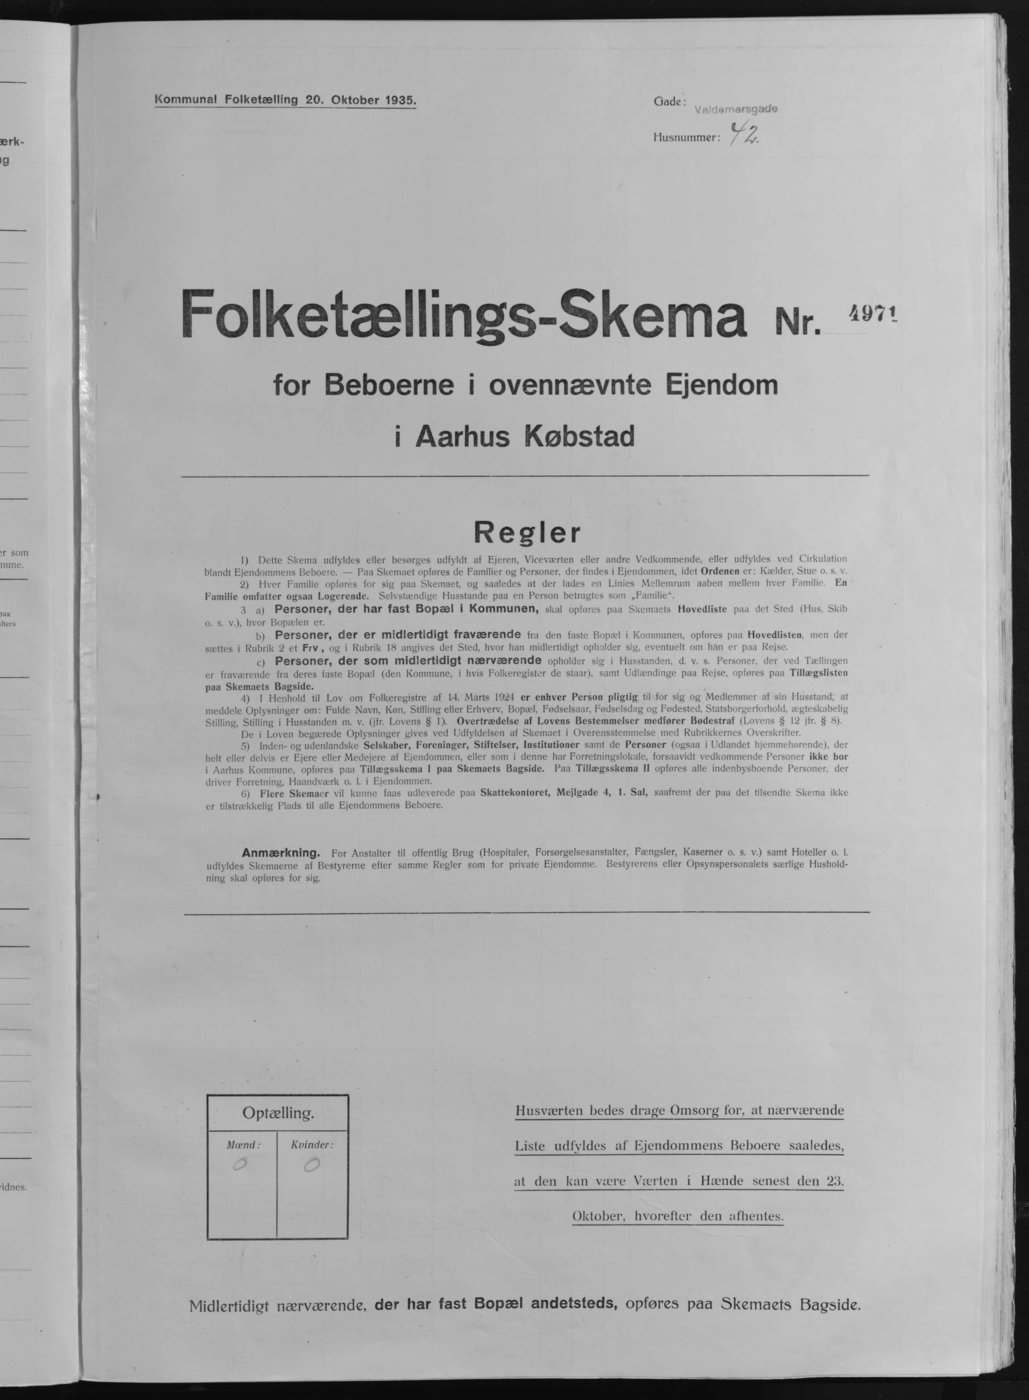 Kommunal Folketælling 20. Oktober 1935.
Gade: Valdemarsgade
Husnummer: 42.
Folketællings-Skema Nr. 4971
for Beboerne i ovennævnte Ejendom
i Aarhus Købstad
Regler
1) Dette Skema udfyldes eller besørges udfyldt af Ejeren, Viceværten eller andre Vedkommende, eller udfyldes ved Cirkulation
blandt Ejendommens Beboere. — Paa Skemaet opføres de Familier og Personer, der findes i Ejendommen, idet Ordenen er: Kælder, Stue o. s. v.
2) Hver Familie opføres for sig paa Skemaet, og saaledes at der lades en Linies Mellemrum aaben mellem hver Familie. En
Familie omfatter ogsaa Logerende. Selvstændige Husstande paa en Person betragtes som „Familie“.
3 a) Personer, der har fast Bopæl i Kommunen, skal opføres paa Skemaets Hovedliste paa det Sted (Hus, Skib
o. s. v.), hvor Bopælen er.
b) Personer, der er midlertidigt fraværende fra den faste Bopæl i Kommunen, opføres paa Hovedlisten, men der
sættes i Rubrik 2 et Frv, og i Rubrik 18 angives det Sted, hvor han midlertidigt opholder sig, eventuelt om han er paa Rejse.
c) Personer, der som midlertidigt nærværende opholder sig i Husstanden, d. v. s. Personer, der ved Tællingen
er fraværende fra deres faste Bopæl (den Kommune, i hvis Folkeregister de staar), samt Udlændinge paa Rejse, opføres paa Tillægslisten
paa Skemaets Bagside.
4) I Henhold til Lov om Folkeregistre af 14. Marts 1924 er enhver Person pligtig til for sig og Medlemmer af sin Husstand, at
meddele Oplysninger om: Fulde Navn, Køn, Stilling eller Erhverv, Bopæl, Fødselsaar, Fødselsdag og Fødested, Statsborgerforhold, ægteskabelig
Stilling, Stilling i Husstanden m. v. (jfr. Lovens § 1). Overtrædelse af Lovens Bestemmelser medfører Bødestraf (Lovens § 12 jfr. § 8).
De i Loven begærede Oplysninger gives ved Udfyldelsen af Skemaet i Overensstemmelse med Rubrikkernes Overskrifter.
5) Inden- og udenlandske Selskaber, Foreninger, Stiftelser, Institutioner samt de Personer (ogsaa i Udlandet hjemmehørende), der
helt eller delvis er Ejere eller Medejere af Ejendommen, eller som i denne har Forretningslokale, forsaavidt vedkommende Personer ikke bor
i Aarhus Kommune, opføres paa Tillægsskema I paa Skemaets Bagside. Paa Tillægsskema II opføres alle indenbysboende Personer, der
driver Forretning, Haandværk o. l. i Ejendommen.
6) Flere Skemaer vil kunne faas udleverede paa Skattekontoret, Mejlgade 4, 1. Sal, saafremt der paa det tilsendte Skema ikke
er tilstrækkelig Plads til alle Ejendommens Beboere.
Anmærkning. For Anstalter til offentlig Brug (Hospitaler, Forsørgelsesanstalter, Fængsler, Kaserner o. s. v.) samt Hoteller o. l.
udfyldes Skemaerne af Bestyrerne efter samme Regler som for private Ejendomme. Bestyrerens eller Opsynspersonalets særlige Hushold-
ning skal opføres for sig.
Optælling.
Mænd: Kvinder:
0 0
Husværten bedes drage Omsorg for, at nærværende
Liste udfyldes af Ejendommens Beboere saaledes,
at den kan være Værten i Hænde senest den 23.
Oktober, hvorefter den afhentes.
Midlertidigt nærværende, der har fast Bopæl andetsteds, opføres paa Skemaets Bagside.